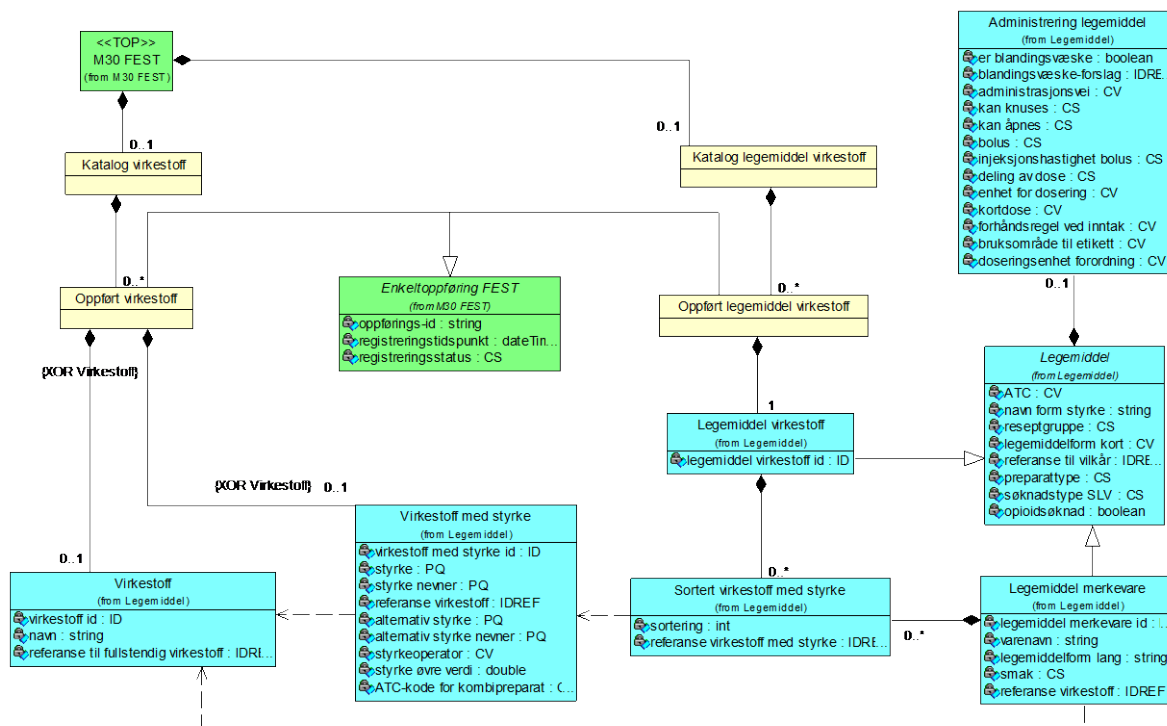 <<TOP>>
M30 FEST
(from M30 FEST)
0..1
Katalog virkestoff
0..*
Oppført virkestoff
{XOR Virkestoff}
0..1
Virkestoff
(from Legemiddel)
virkestoff id : ID
navn : string
referanse til fullstendig virkestoff : IDRE...
{XOR Virkestoff}
0..1
Virkestoff med styrke
(from Legemiddel)
virkestoff med styrke id : ID
styrke : PQ
styrke nevner : PQ
referanse virkestoff : IDREF
alternativ styrke : PQ
alternativ styrke nevner : PQ
styrkeoperator : CV
styrke øvre verdi : double
ATC-kode for kombipreparat : C...
Enkeltoppføring FEST
(from M30 FEST)
oppførings-id : string
registreringstidspunkt : dateTim...
registreringsstatus : CS
0..1
Katalog legemiddel virkestoff
0..*
Oppført legemiddel virkestoff
1
Legemiddel virkestoff
(from Legemiddel)
legemiddel virkestoff id : ID
0..*
Sortert virkestoff med styrke
(from Legemiddel)
sortering : int
referanse virkestoff med styrke : IDRE...
0..*
Administrering legemiddel
(from Legemiddel)
er blandingsvæske : boolean
blandingsvæske-forslag : IDRE...
administrasjonsvei : CV
kan knuses : CS
kan åpnes : CS
bolus : CS
injeksjonshastighet bolus : CS
deling av dose : CS
enhet for dosering : CV
kortdose : CV
forhåndsregel ved inntak : CV
bruksområde til etikett : CV
doseringsenhet forordning : CV
0..1
Legemiddel
(from Legemiddel)
ATC : CV
navn form styrke : string
reseptgruppe : CS
legemiddelform kort : CV
referanse til vilkår : IDRE...
preparattype : CS
søknadstype SLV : CS
opioidsøknad : boolean
Legemiddel merkevare
(from Legemiddel)
legemiddel merkevare id : I...
varenavn : string
legemiddelform lang : string
smak : CS
referanse virkestoff : IDREF